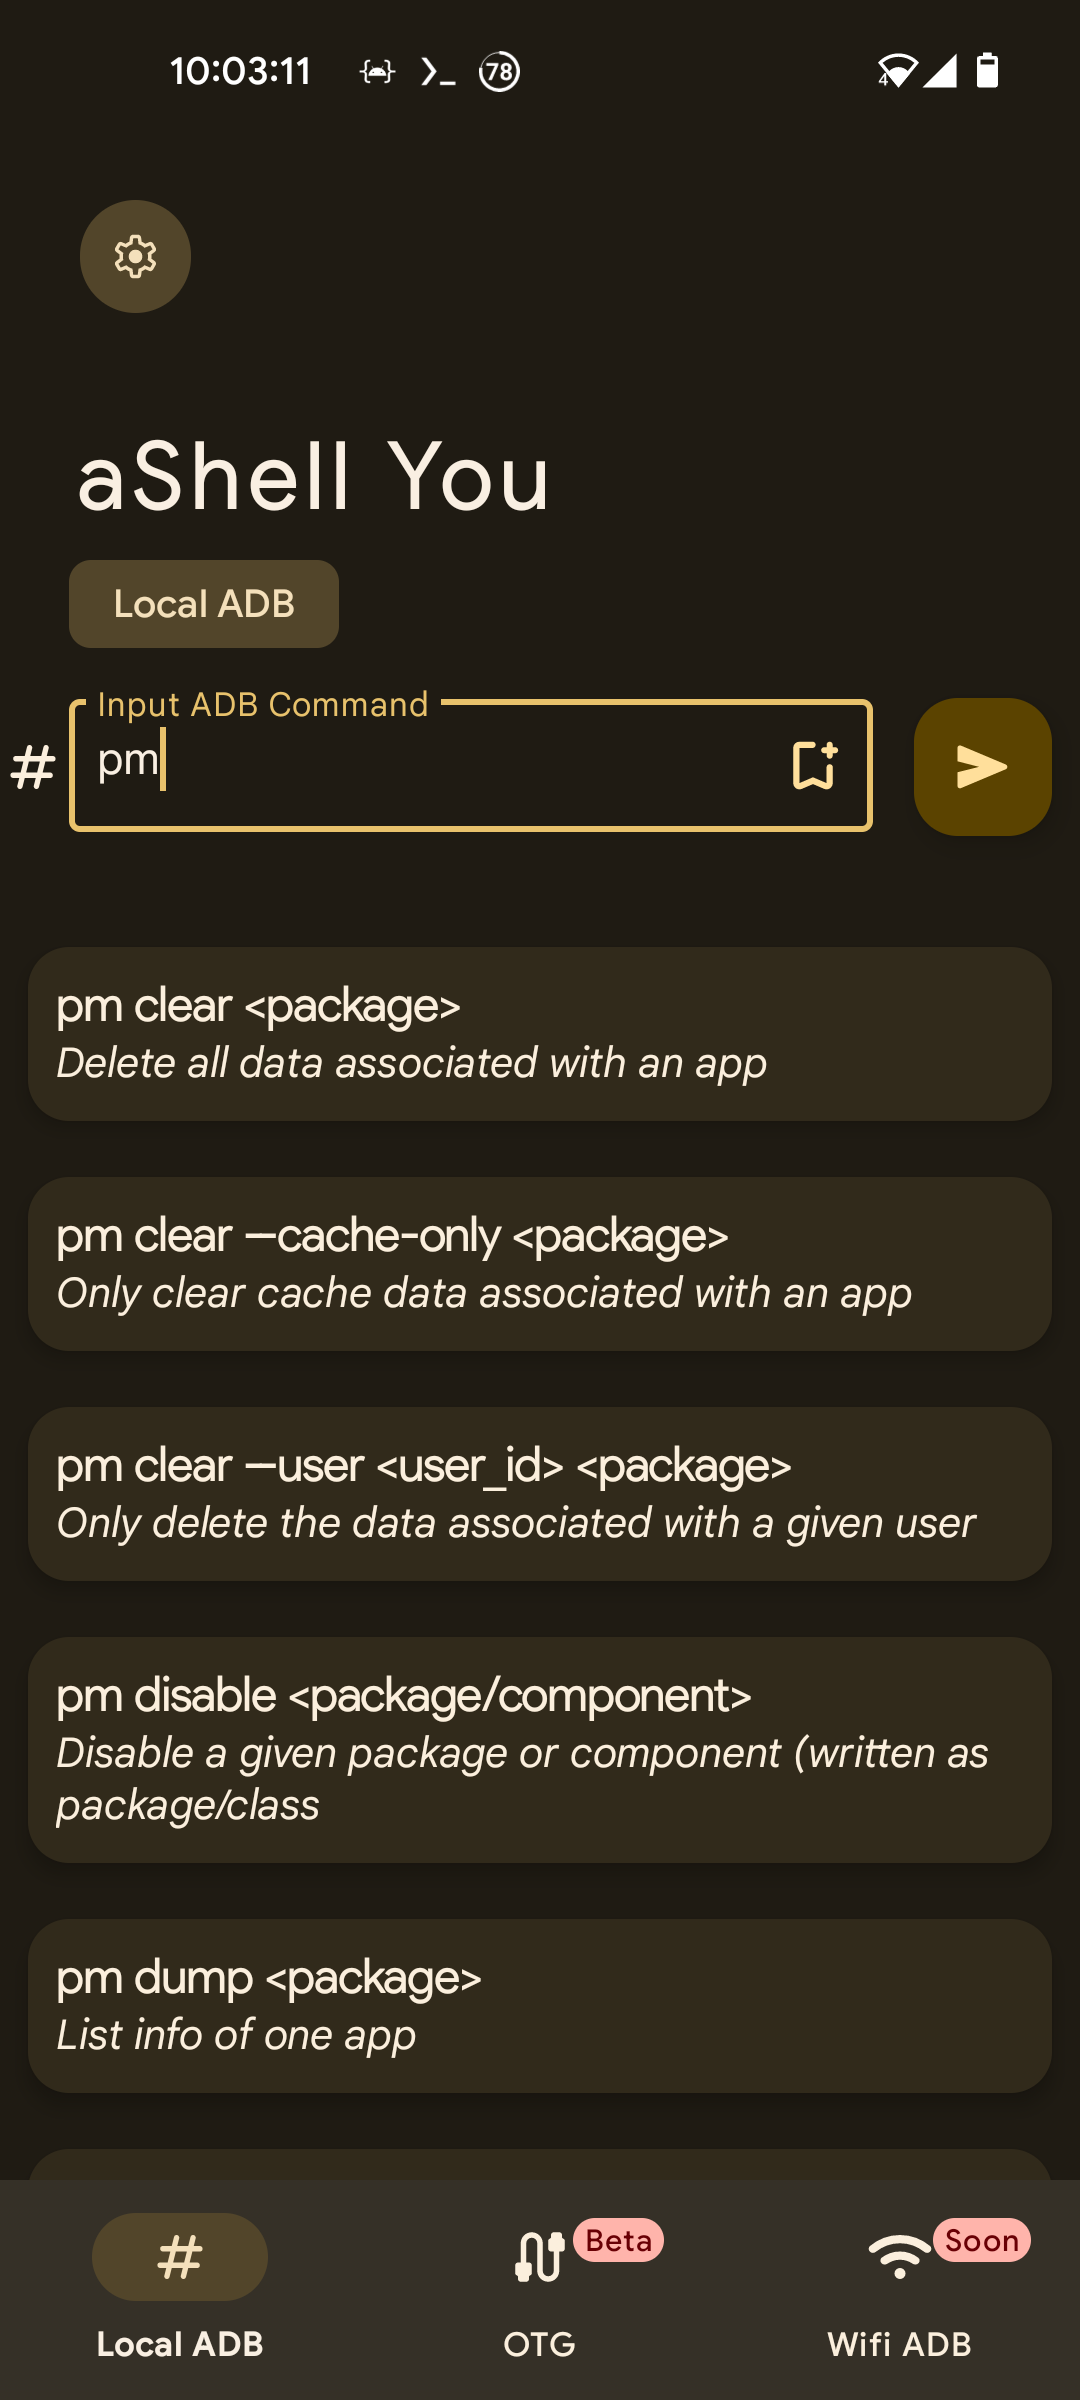 10:03:11
78
4
aShell You
Local ADB
Input ADB Command
# pm
pm clear <package>
Delete all data associated with an app
pm clear --cache-only <package>
Only clear cache data associated with an app
pm clear --user <user_id> <package>
Only delete the data associated with a given user
pm disable <package/component>
Disable a given package or component (written as
package/class
pm dump <package>
List info of one app
# Beta Soon
Local ADB OTG Wifi ADB